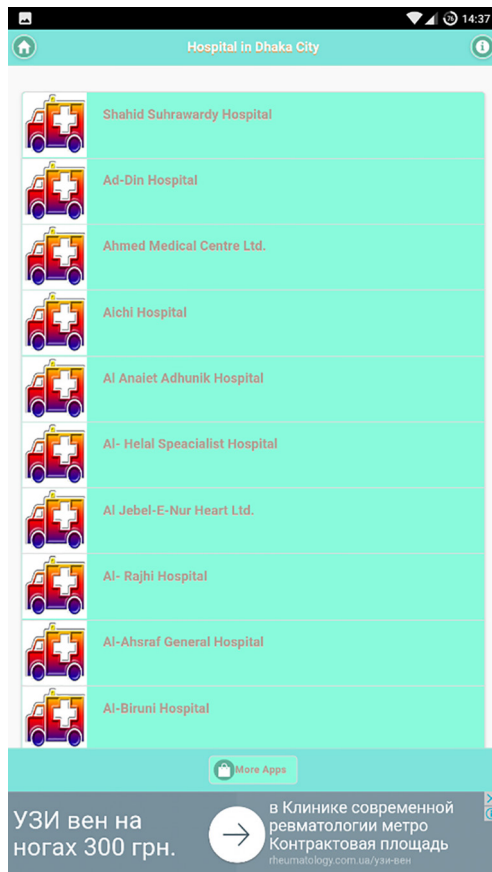 14:37
Hospital in Dhaka City
Shahid Suhrawardy Hospital
Ad-Din Hospital
Ahmed Medical Centre Ltd.
Aichi Hospital
Al Anaiet Adhunik Hospital
Al- Helal Speacialist Hospital
Al Jebel-E-Nur Heart Ltd.
Al- Rajhi Hospital
Al-Ahsraf General Hospital
Al-Biruni Hospital
More Apps
УЗИ вен на
ногах 300 грн.
в Клинике современной
ревматологии метро
Контрактовая площадь
rheumatology.com.ua/узи-вен